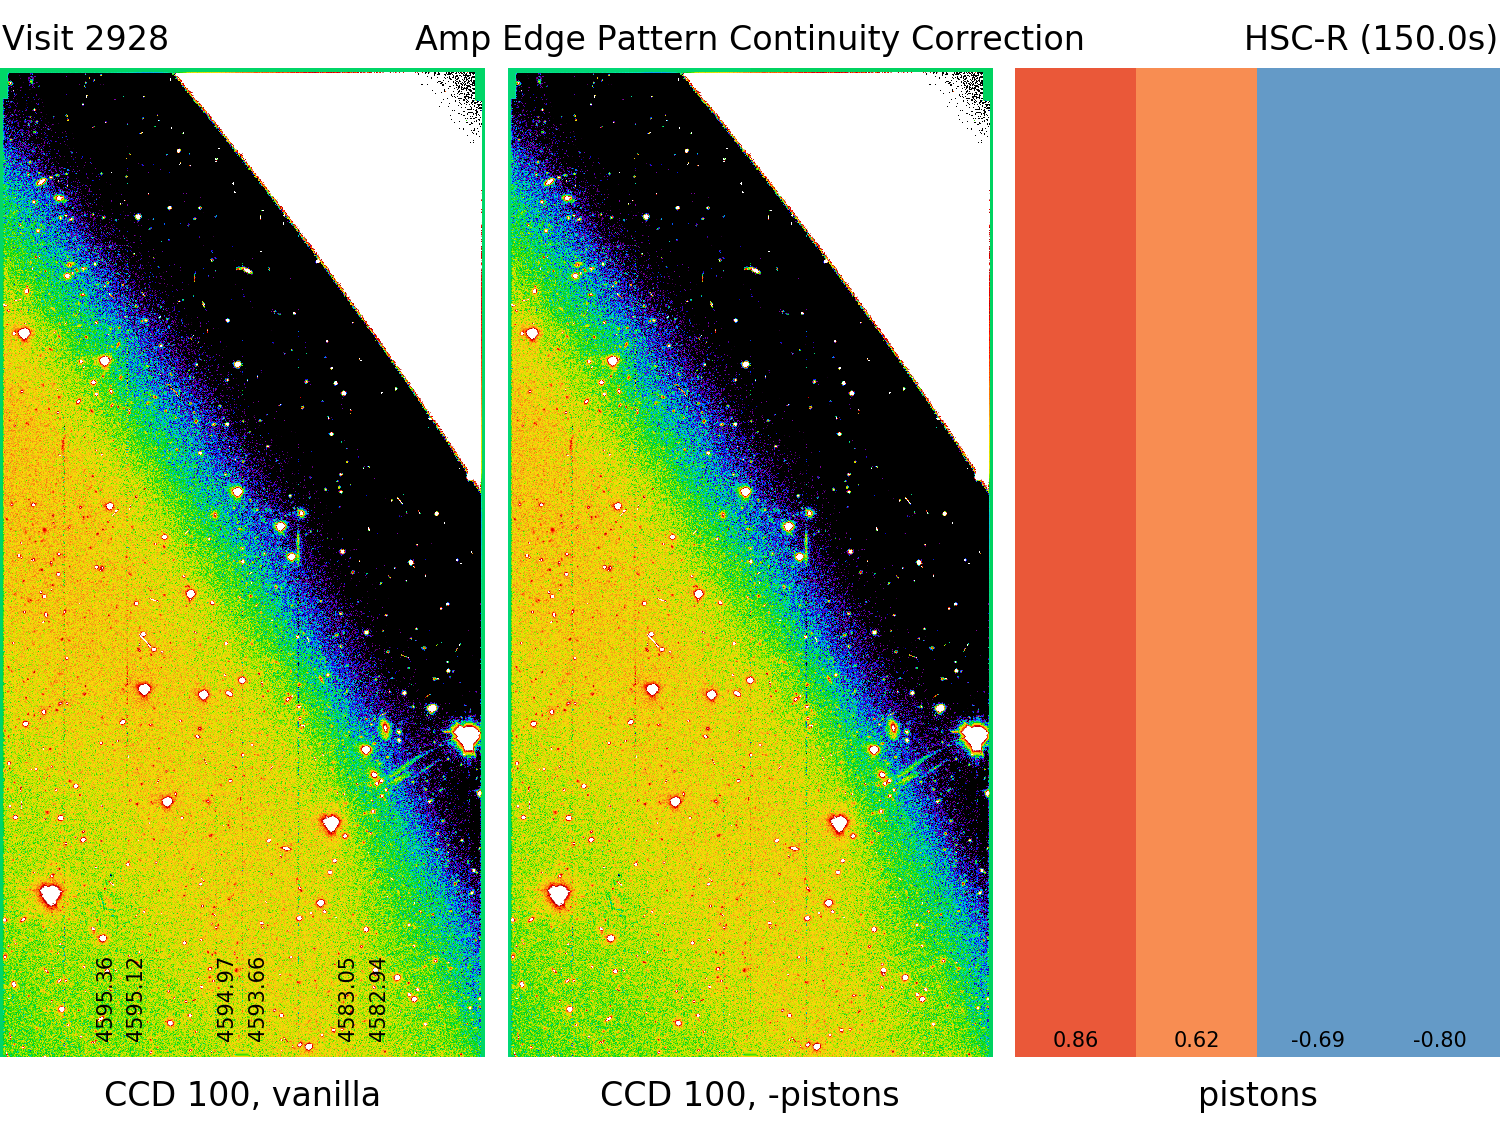 Visit 2928 Amp Edge Pattern Continuity Correction HSC-R (150.0s)
4595.36
4595.12
4594.97
4593.66
4583.05
4582.94
0.86 0.62 -0.69 -0.80
CCD 100, vanilla CCD 100, -pistons pistons